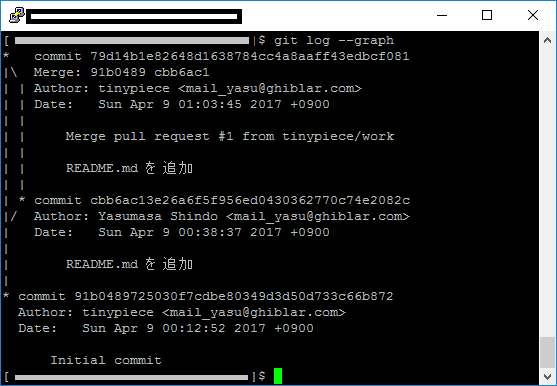 [ ]$ git log --graph
*   commit 79d14b1e82648d1638784cc4a8aaff43edbcf081
|\  Merge: 91b0489 cbb6ac1
| | Author: tinypiece <mail_yasu@ghiblar.com>
| | Date:   Sun Apr 9 01:03:45 2017 +0900
| |
| |     Merge pull request #1 from tinypiece/work
| |
| |     README.md を追加
| |
| * commit cbb6ac13e26a6f5f956ed0430362770c74e2082c
|/  Author: Yasumasa Shindo <mail_yasu@ghiblar.com>
|   Date:   Sun Apr 9 00:38:37 2017 +0900
|
|       README.md を追加
|
* commit 91b0489725030f7cdbe80349d3d50d733c66b872
  Author: tinypiece <mail_yasu@ghiblar.com>
  Date:   Sun Apr 9 00:12:52 2017 +0900

      Initial commit
[ ]$